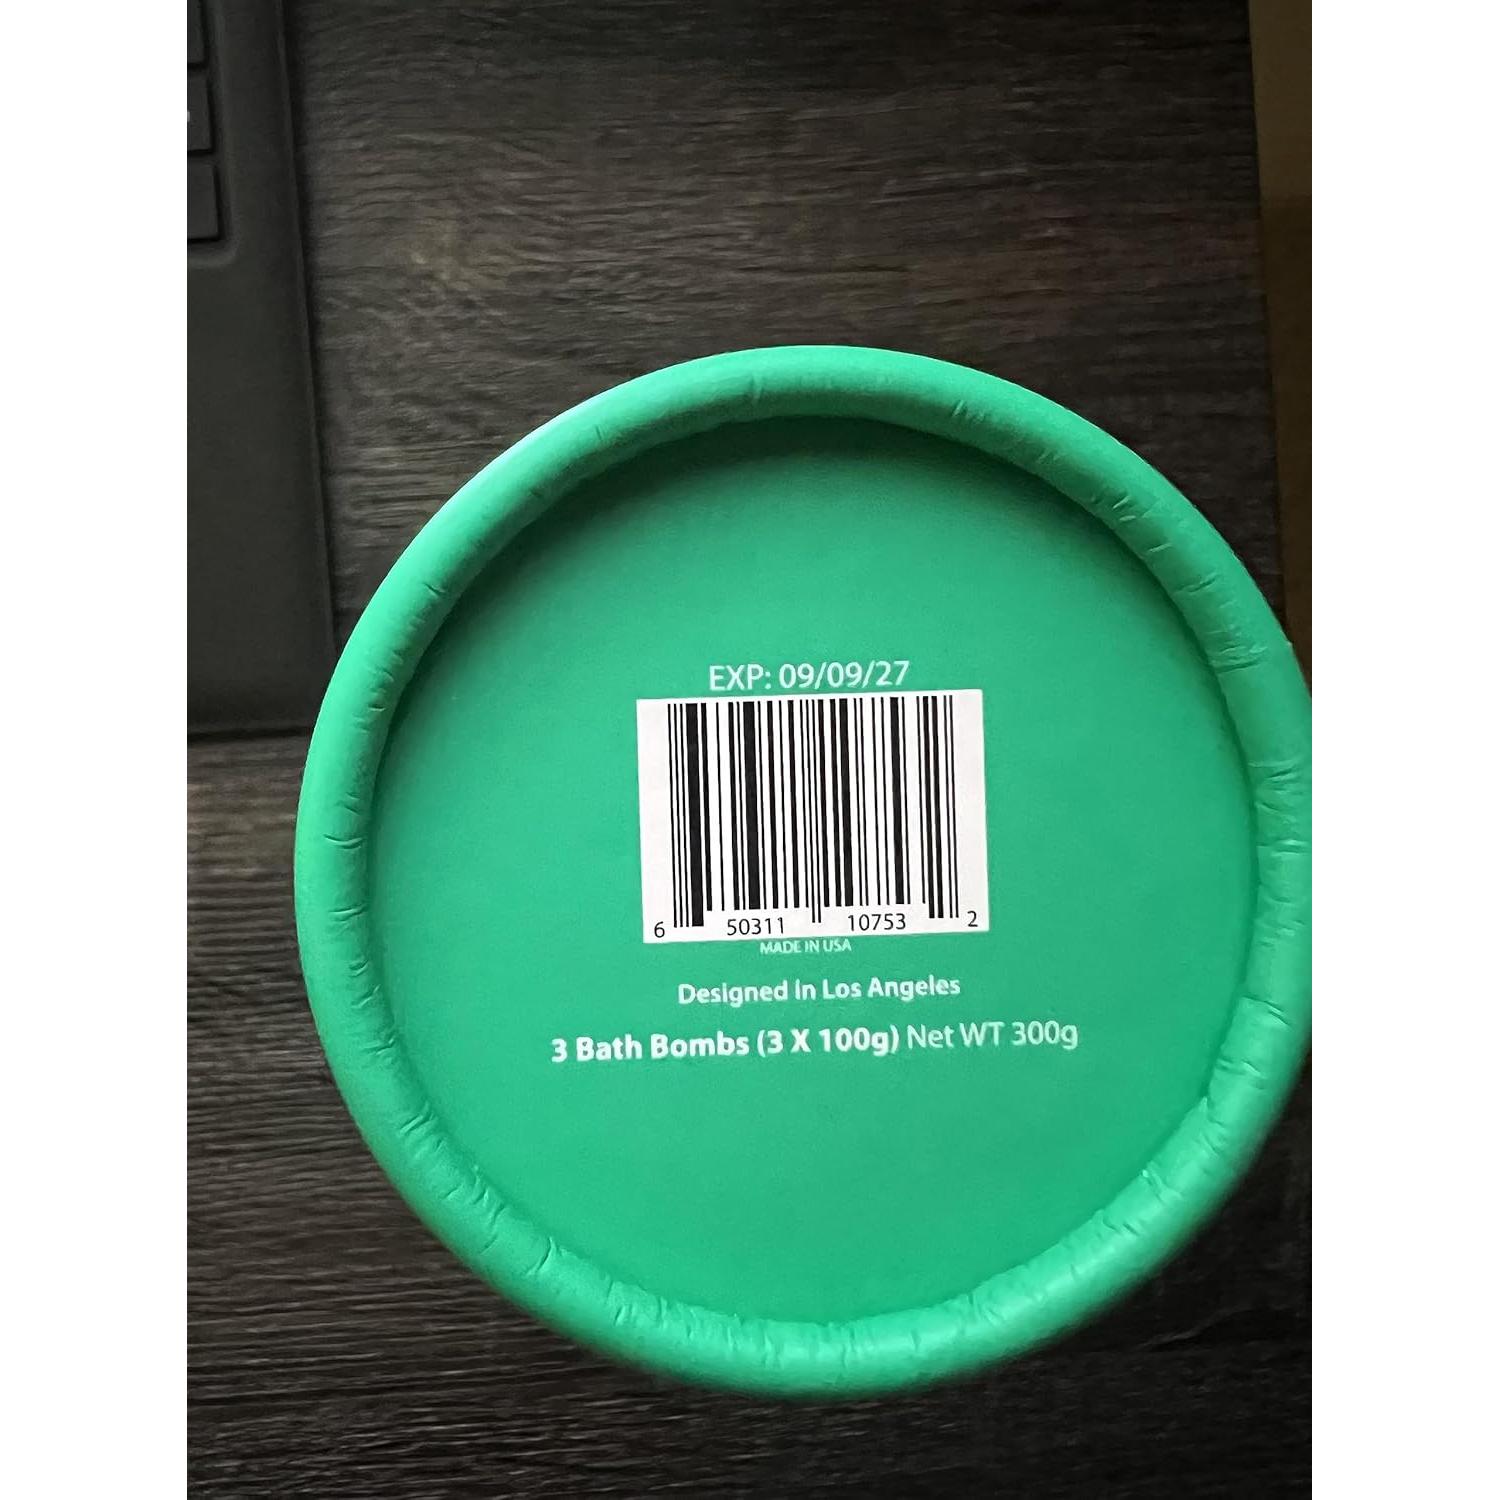 EXP: 09/09/27
6 50311 10753 2
MADE IN USA
Designed In Los Angeles
3 Bath Bombs (3 X 100g) Net WT 300g